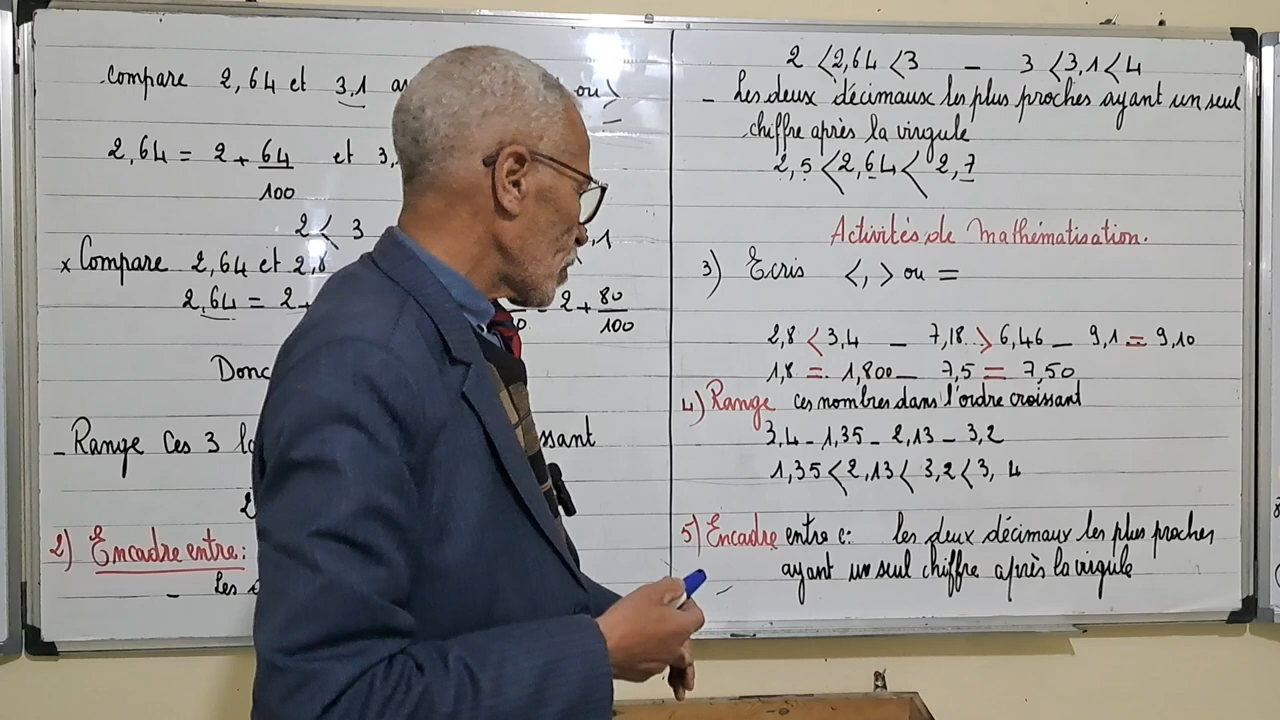 compare 2,64 et 3,1 ou >
2,64 = 2 + 64/100 et 3,
2 < 3 ,1
x Compare 2,64 et 2,8
2,64 = 2 + = 2 + 80/100
Donc
- Range Ces 3 ssant
2) Encadre entre:
- Les
2 < 2,64 < 3 - 3 < 3,1 < 4
- Les deux décimaux les plus proches ayant un seul
chiffre après la virgule
2,5 < 2,64 < 2,7
Activités de Mathématisation.
3) Ecris <, > ou =
2,8 < 3,4 - 7,18 > 6,46 - 9,1 = 9,10
1,8 = 1,800 - 7,5 = 7,50
4) Range ces nombres dans l'ordre croissant
3,4 - 1,35 - 2,13 - 3,2
1,35 < 2,13 < 3,2 < 3,4
5) Encadre entre c: les deux décimaux les plus proches
ayant un seul chiffre après la virgule